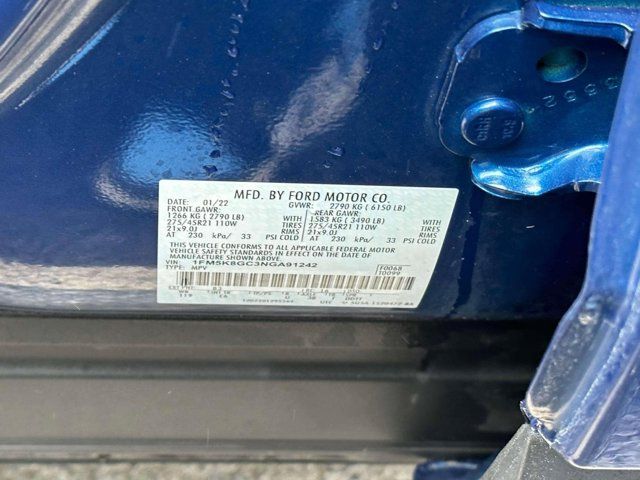 MFD. BY FORD MOTOR CO.
DATE: 01/22 GVWR: 2790 KG ( 6150 LB)
FRONT GAWR: REAR GAWR:
1266 KG ( 2790 LB) WITH 1583 KG ( 3490 LB) WITH
275/45R21 110W TIRES 275/45R21 110W TIRES
21x9.0J RIMS 21x9.0J RIMS
AT 230 kPa/ 33 PSI COLD AT 230 kPa/ 33 PSI COLD
THIS VEHICLE CONFORMS TO ALL APPLICABLE FEDERAL MOTOR
VEHICLE SAFETY STANDARDS IN EFFECT ON THE DATE OF
MANUFACTURE SHOWN ABOVE.
VIN: 1FM5K8GC3NGA91242 F0068
TYPE: MPV T0099